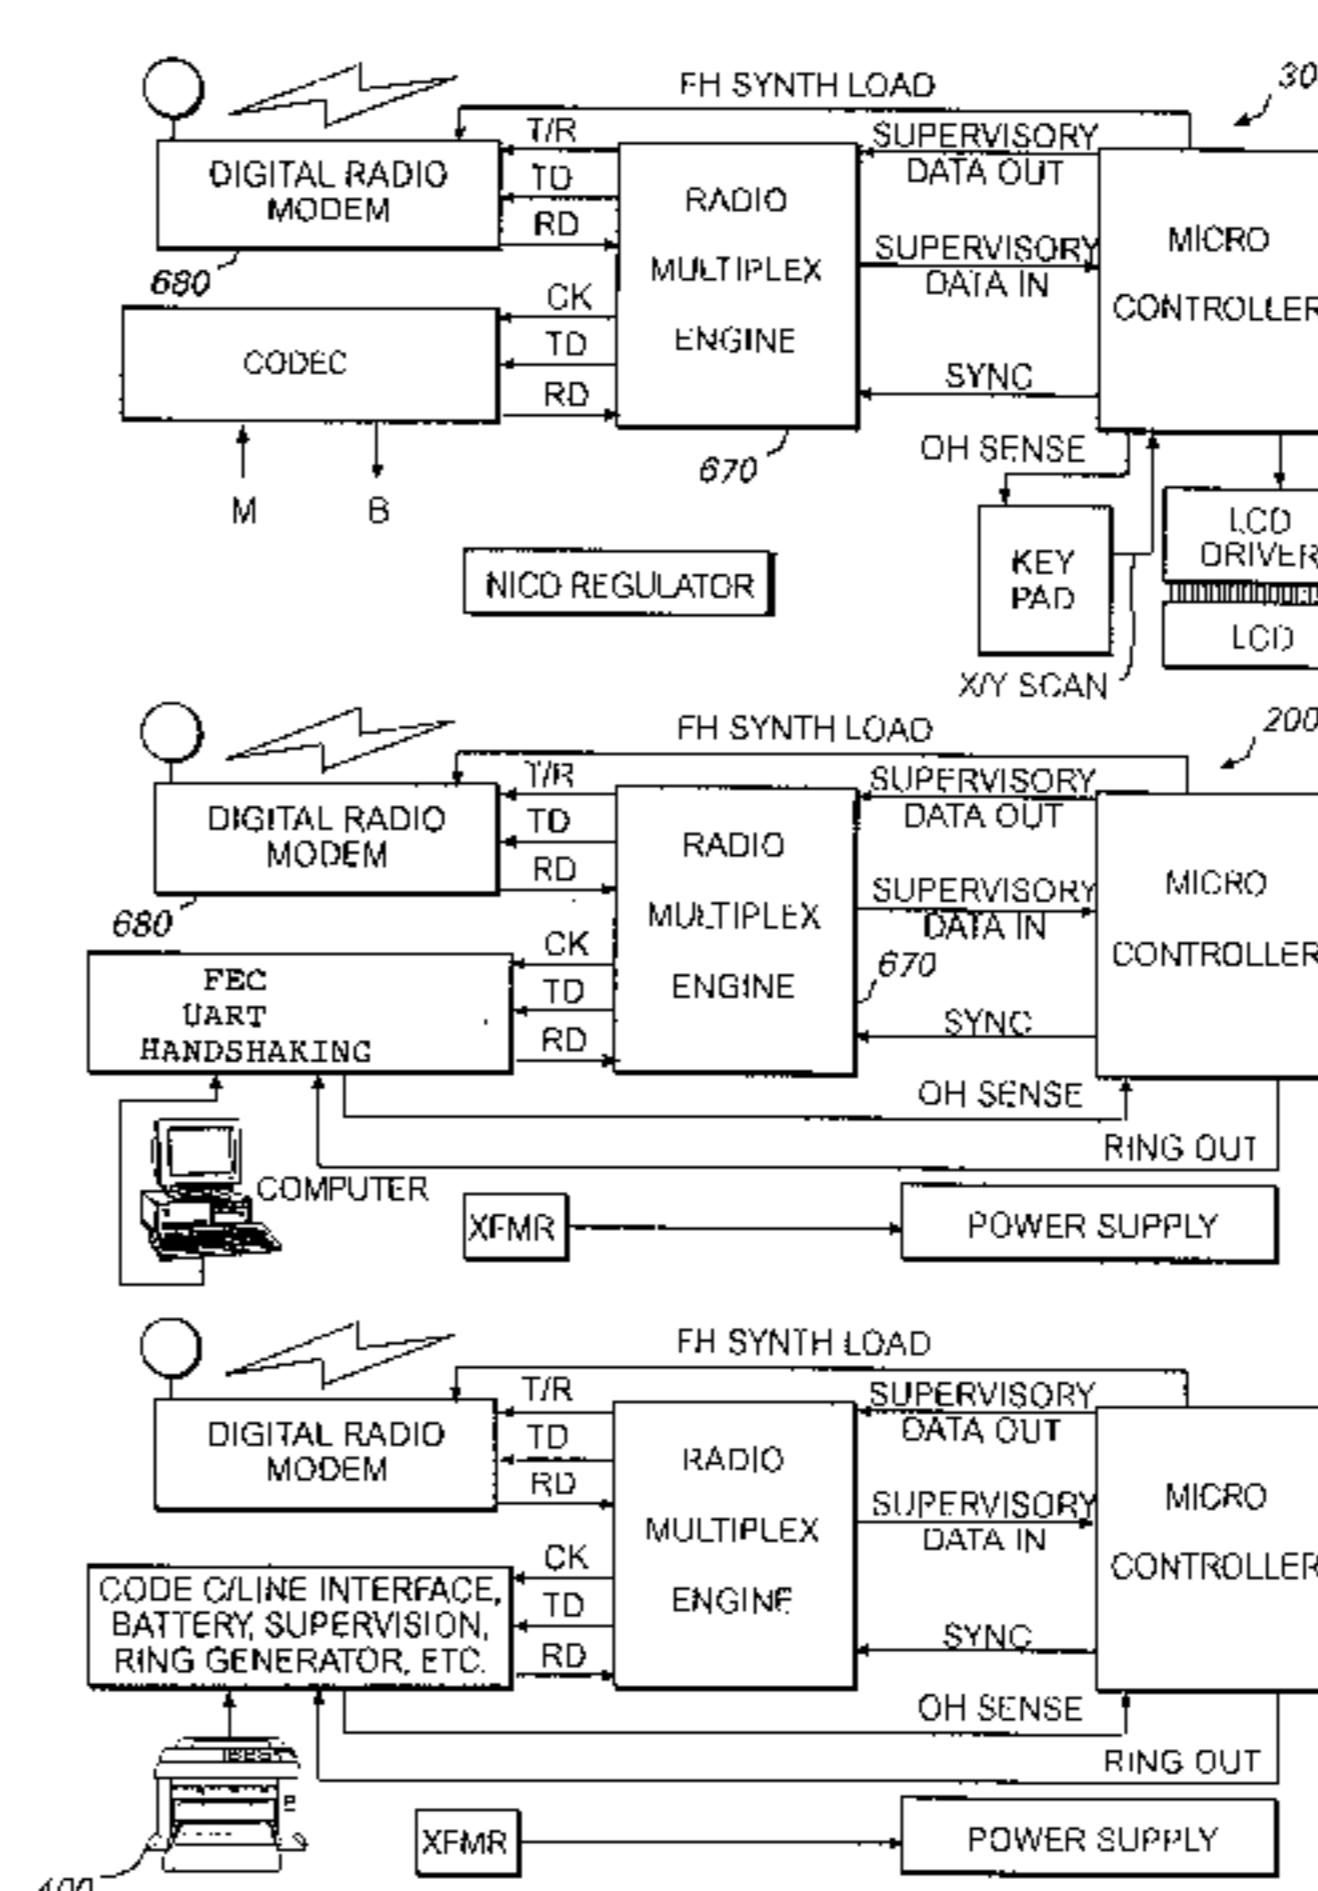 FH SYNTH LOAD
30
T/R
SUPERVISORY
DATA OUT
DIGITAL RADIO
MODEM
TD
RADIO
MULTIPLEX
ENGINE
RD
SUPERVISORY
DATA IN
MICRO
CONTROLLER
680
CK
CODEC
TD
RD
SYNC
OH SENSE
670
M
B
KEY
PAD
LCD
DRIVER
LCD
NICO REGULATOR
X/Y SCAN
FH SYNTH LOAD
200
T/R
SUPERVISORY
DATA OUT
DIGITAL RADIO
MODEM
TD
RADIO
MULTIPLEX
ENGINE
RD
SUPERVISORY
DATA IN
MICRO
CONTROLLER
680
670
CK
FEC
UART
HANDSHAKING
TD
RD
SYNC
OH SENSE
RING OUT
COMPUTER
XFMR
POWER SUPPLY
FH SYNTH LOAD
T/R
SUPERVISORY
DATA OUT
DIGITAL RADIO
MODEM
TD
RADIO
MULTIPLEX
ENGINE
RD
SUPERVISORY
DATA IN
MICRO
CONTROLLER
CK
CODE C/LINE INTERFACE,
BATTERY, SUPERVISION,
RING GENERATOR, ETC.
TD
RD
SYNC
OH SENSE
RING OUT
XFMR
POWER SUPPLY